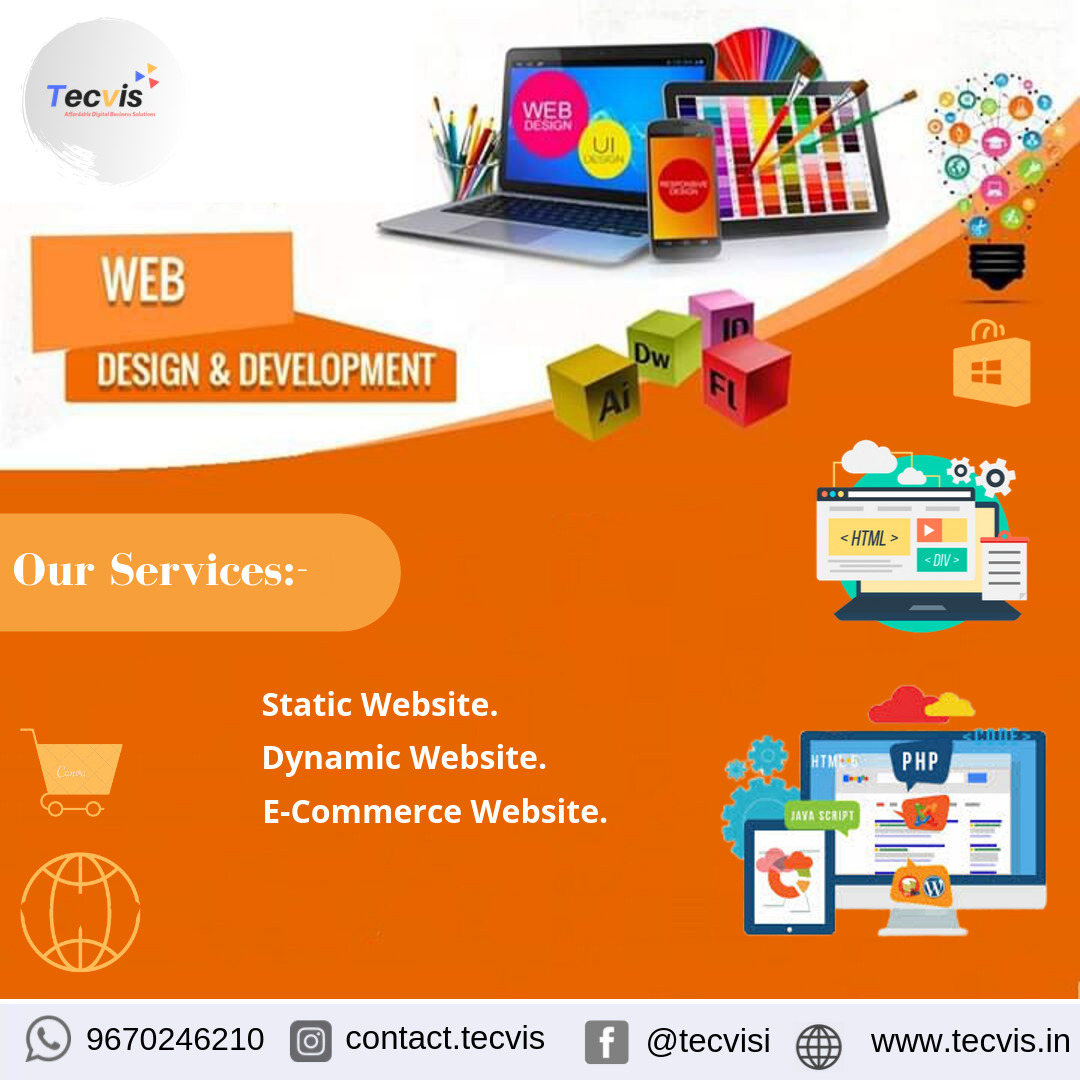 Tecvis
Affordable Digital Business Solutions
WEB
DESIGN
UI
DESIGN
RESPONSIVE
DESIGN
WEB
DESIGN & DEVELOPMENT
ID
Dw
Ai
FL
< HTML >
< DIV >
Our Services:-
Static Website.
Dynamic Website.
E-Commerce Website.
Canva
<CODE>
HTML 5
PHP
Google
JAVA SCRIPT
9670246210
contact.tecvis
@tecvisi
www.tecvis.in